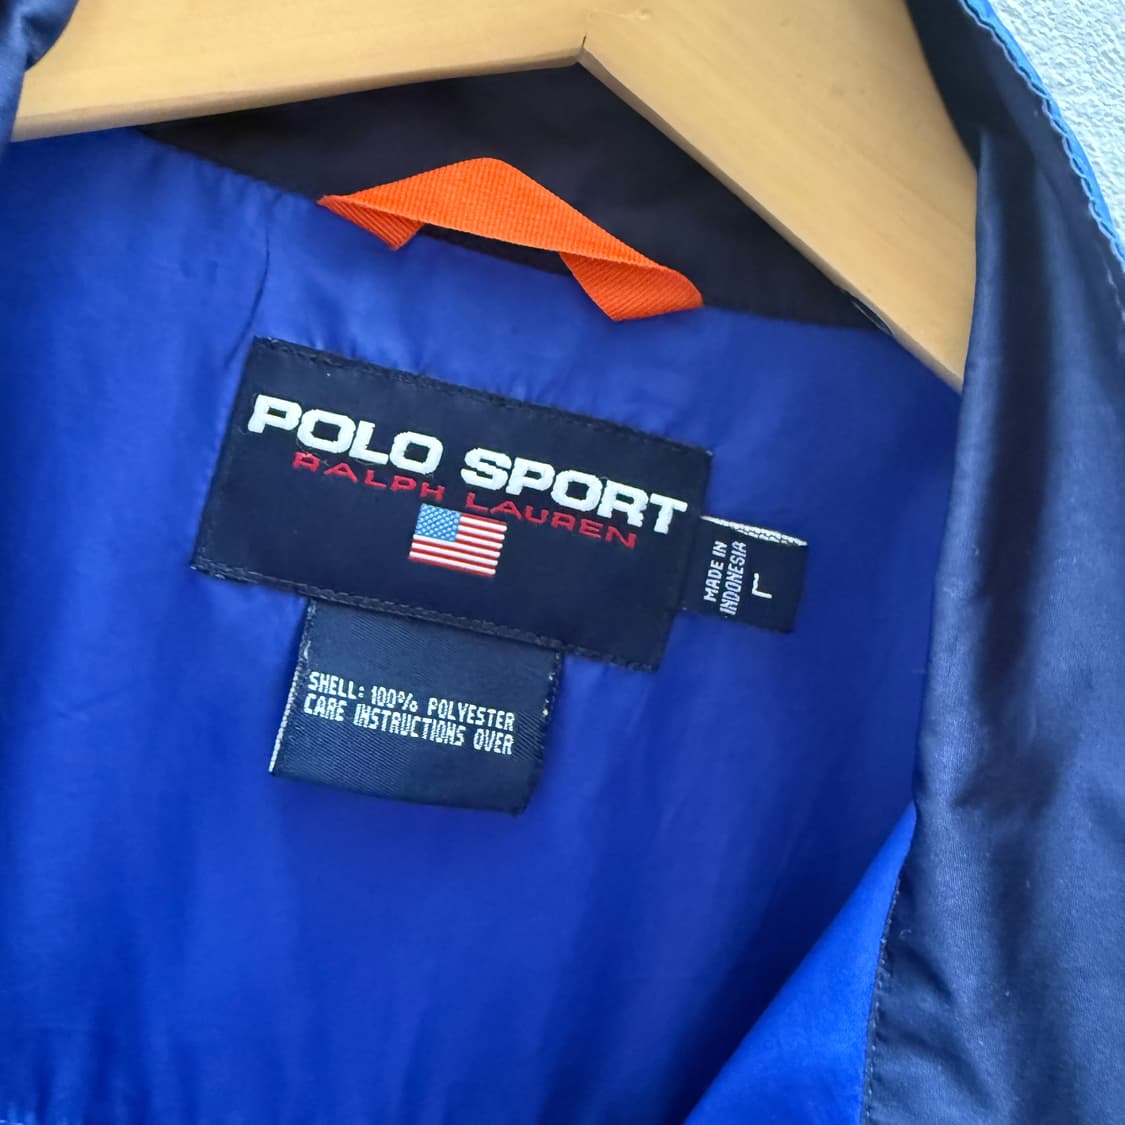 POLO SPORT
RALPH LAUREN
MADE IN
INDONESIA
L
SHELL: 100% POLYESTER
CARE INSTRUCTIONS OVER